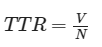 TTR = V/N